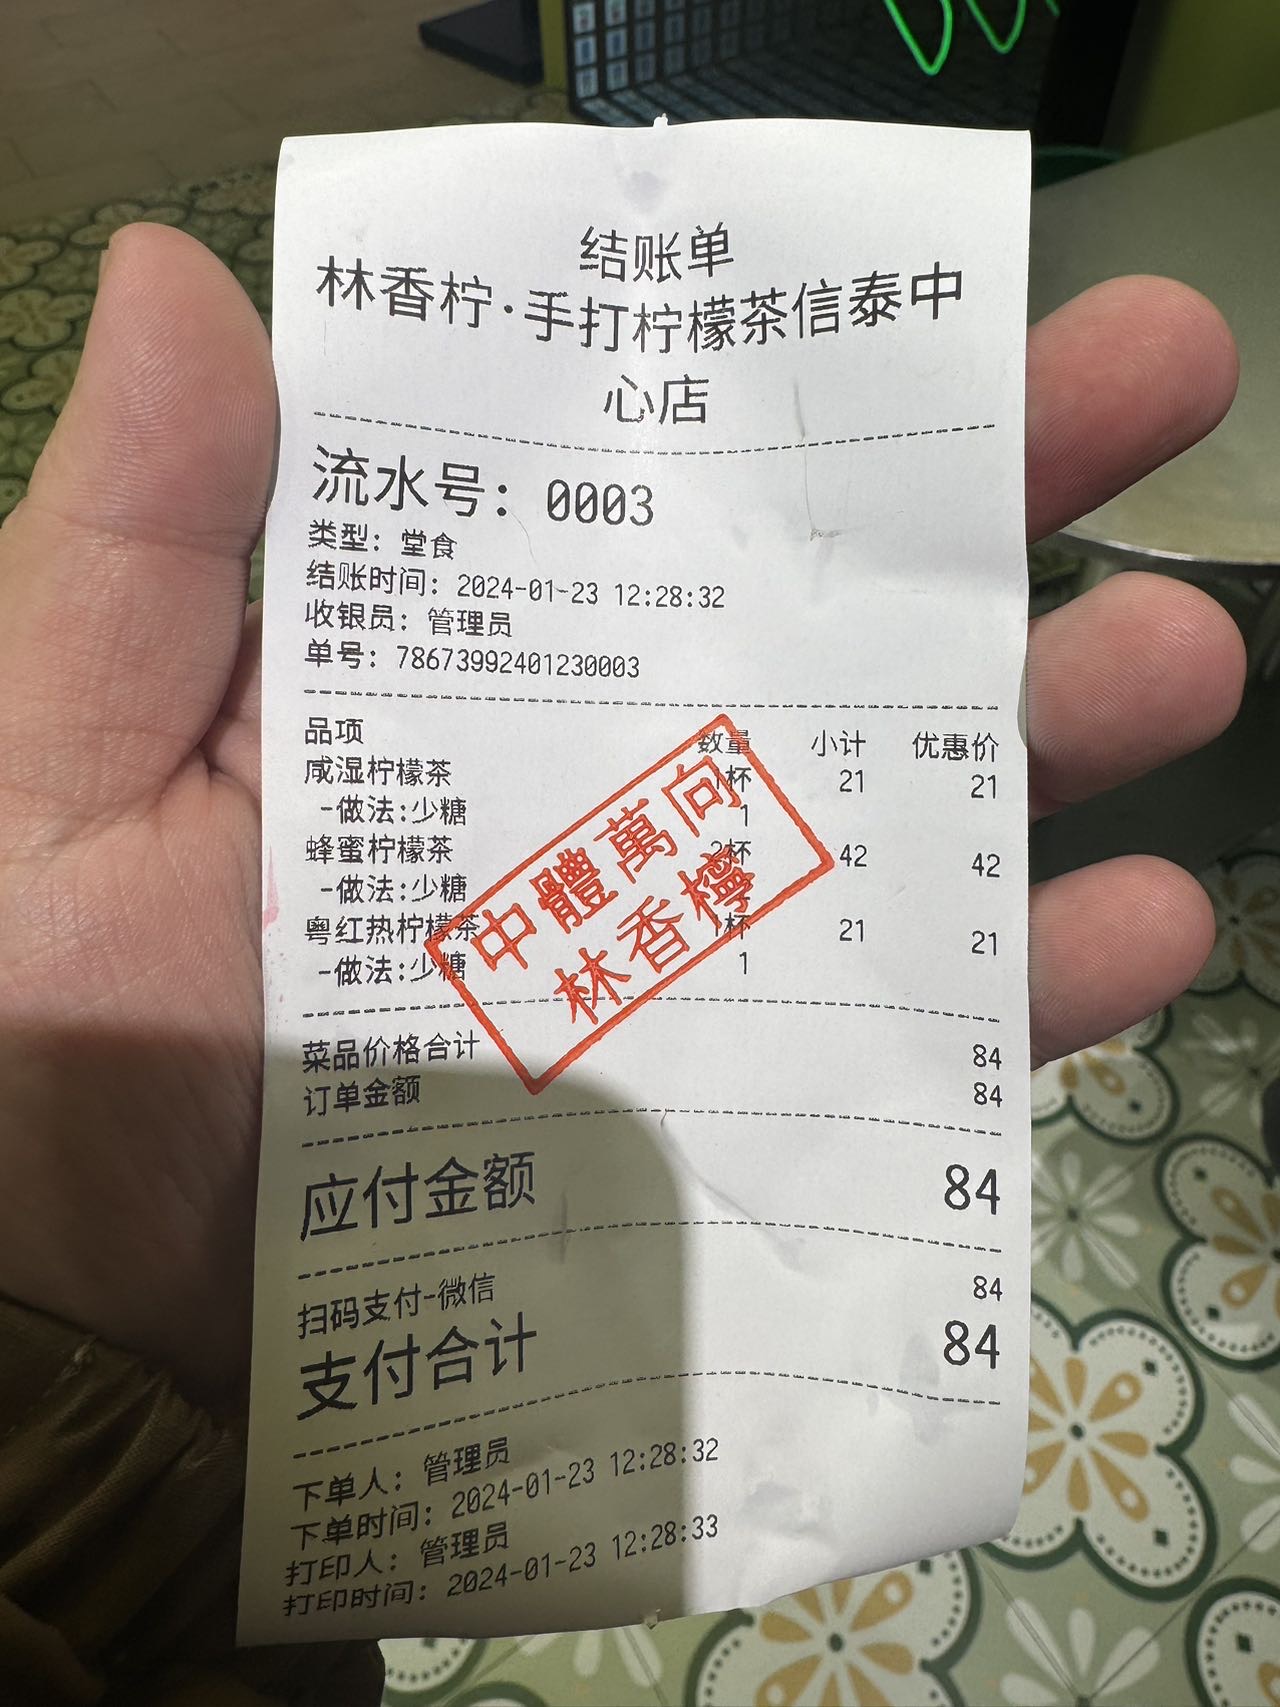 结账单
林香柠·手打柠檬茶信泰中
心店
流水号：0003
类型：堂食
结账时间：2024-01-23 12:28:32
收银员：管理员
单号：78673992401230003
品项 数量 小计 优惠价
咸湿柠檬茶 1杯 21 21
-做法:少糖 1
蜂蜜柠檬茶 2杯 42 42
-做法:少糖
粤红热柠檬茶 1杯 21 21
-做法:少糖 1
中體萬向
林香檸
菜品价格合计 84
订单金额 84
应付金额 84
扫码支付-微信 84
支付合计 84
下单人：管理员
下单时间：2024-01-23 12:28:32
打印人：管理员
打印时间：2024-01-23 12:28:33